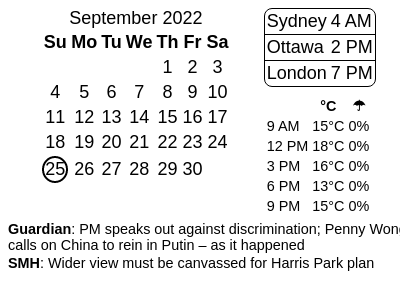 September 2022
Su Mo Tu We Th Fr Sa
1 2 3
4 5 6 7 8 9 10
11 12 13 14 15 16 17
18 19 20 21 22 23 24
25 26 27 28 29 30
Sydney 4 AM
Ottawa 2 PM
London 7 PM
°C ☂
9 AM 15°C 0%
12 PM 18°C 0%
3 PM 16°C 0%
6 PM 13°C 0%
9 PM 15°C 0%
Guardian: PM speaks out against discrimination; Penny Wong
calls on China to rein in Putin – as it happened
SMH: Wider view must be canvassed for Harris Park plan